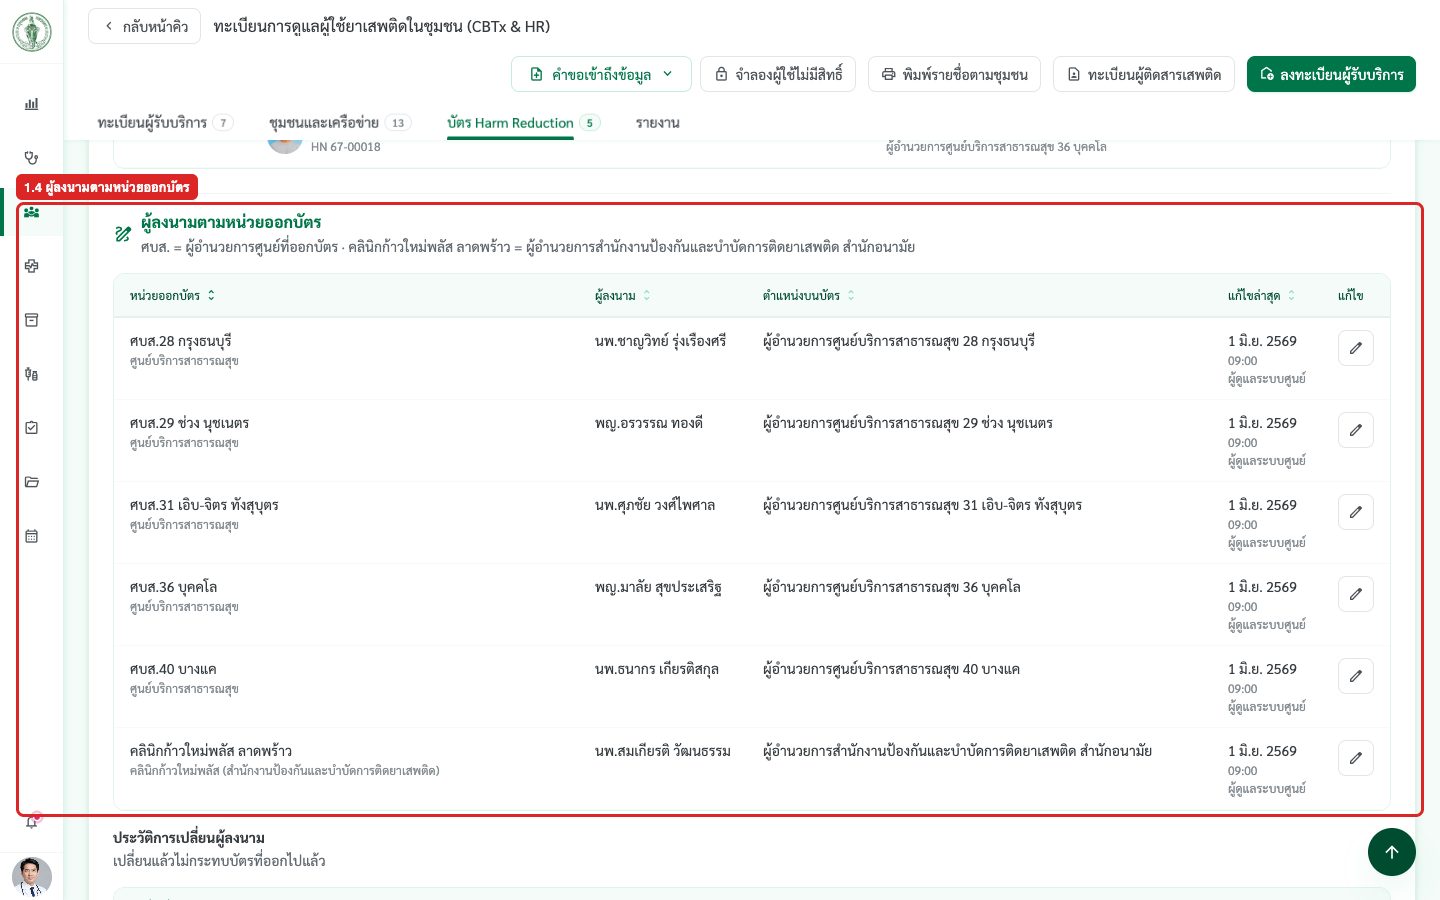 กลับหน้าคิว
ทะเบียนการดูแลผู้ใช้ยาเสพติดในชุมชน (CBTx & HR)
คำขอเข้าถึงข้อมูล
จำลองผู้ใช้ไม่มีสิทธิ์
พิมพ์รายชื่อตามชุมชน
ทะเบียนผู้ติดสารเสพติด
ลงทะเบียนผู้รับบริการ
ทะเบียนผู้รับบริการ 7
ชุมชนและเครือข่าย 13
บัตร Harm Reduction 5
รายงาน
HN 67-00018
ผู้อำนวยการศูนย์บริการสาธารณสุข 36 บุคคโล
1.4 ผู้ลงนามตามหน่วยออกบัตร
ผู้ลงนามตามหน่วยออกบัตร
ศบส. = ผู้อำนวยการศูนย์ที่ออกบัตร · คลินิกก้าวใหม่พลัส ลาดพร้าว = ผู้อำนวยการสำนักงานป้องกันและบำบัดการติดยาเสพติด สำนักอนามัย
หน่วยออกบัตร ผู้ลงนาม ตำแหน่งบนบัตร แก้ไขล่าสุด แก้ไข
ศบส.28 กรุงธนบุรี นพ.ชาญวิทย์ รุ่งเรืองศรี ผู้อำนวยการศูนย์บริการสาธารณสุข 28 กรุงธนบุรี 1 มิ.ย. 2569
ศูนย์บริการสาธารณสุข 09:00
ผู้ดูแลระบบศูนย์
ศบส.29 ช่วง นุชเนตร พญ.อรวรรณ ทองดี ผู้อำนวยการศูนย์บริการสาธารณสุข 29 ช่วง นุชเนตร 1 มิ.ย. 2569
ศูนย์บริการสาธารณสุข 09:00
ผู้ดูแลระบบศูนย์
ศบส.31 เอิบ-จิตร ทังสุบุตร นพ.ศุภชัย วงศ์ไพศาล ผู้อำนวยการศูนย์บริการสาธารณสุข 31 เอิบ-จิตร ทังสุบุตร 1 มิ.ย. 2569
ศูนย์บริการสาธารณสุข 09:00
ผู้ดูแลระบบศูนย์
ศบส.36 บุคคโล พญ.มาลัย สุขประเสริฐ ผู้อำนวยการศูนย์บริการสาธารณสุข 36 บุคคโล 1 มิ.ย. 2569
ศูนย์บริการสาธารณสุข 09:00
ผู้ดูแลระบบศูนย์
ศบส.40 บางแค นพ.ธนากร เกียรติสกุล ผู้อำนวยการศูนย์บริการสาธารณสุข 40 บางแค 1 มิ.ย. 2569
ศูนย์บริการสาธารณสุข 09:00
ผู้ดูแลระบบศูนย์
คลินิกก้าวใหม่พลัส ลาดพร้าว นพ.สมเกียรติ วัฒนธรรม ผู้อำนวยการสำนักงานป้องกันและบำบัดการติดยาเสพติด สำนักอนามัย 1 มิ.ย. 2569
คลินิกก้าวใหม่พลัส (สำนักงานป้องกันและบำบัดการติดยาเสพติด) 09:00
ผู้ดูแลระบบศูนย์
ประวัติการเปลี่ยนผู้ลงนาม
เปลี่ยนแล้วไม่กระทบบัตรที่ออกไปแล้ว